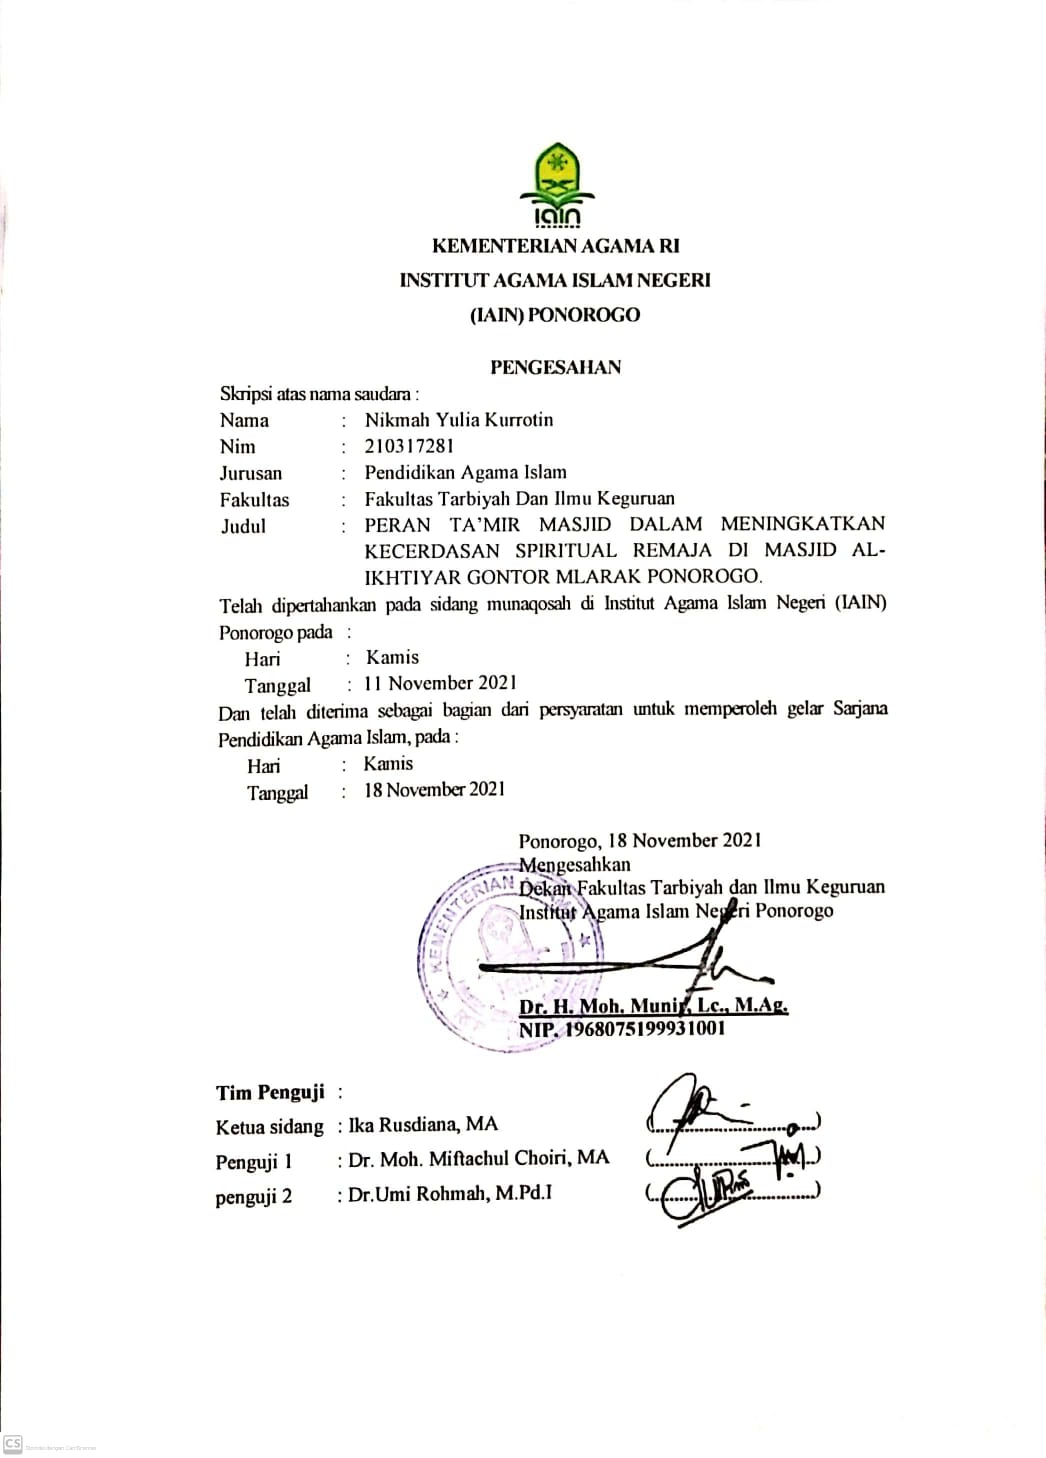 iain
KEMENTERIAN AGAMA RI
INSTITUT AGAMA ISLAM NEGERI
(IAIN) PONOROGO
PENGESAHAN
Skripsi atas nama saudara :
Nama : Nikmah Yulia Kurrotin
Nim : 210317281
Jurusan : Pendidikan Agama Islam
Fakultas : Fakultas Tarbiyah Dan Ilmu Keguruan
Judul : PERAN TA'MIR MASJID DALAM MENINGKATKAN
KECERDASAN SPIRITUAL REMAJA DI MASJID AL-
IKHTIYAR GONTOR MLARAK PONOROGO.
Telah dipertahankan pada sidang munaqosah di Institut Agama Islam Negeri (IAIN)
Ponorogo pada :
Hari : Kamis
Tanggal : 11 November 2021
Dan telah diterima sebagai bagian dari persyaratan untuk memperoleh gelar Sarjana
Pendidikan Agama Islam, pada :
Hari : Kamis
Tanggal : 18 November 2021
Ponorogo, 18 November 2021
Mengesahkan
Dekan Fakultas Tarbiyah dan Ilmu Keguruan
Institut Agama Islam Negeri Ponorogo
KEMENTERIAN
Dr. H. Moh. Munir, Lc., M.Ag.
NIP. 1968075199931001
Tim Penguji :
Ketua sidang : Ika Rusdiana, MA (..............................)
Penguji 1 : Dr. Moh. Miftachul Choiri, MA (..............................)
penguji 2 : Dr.Umi Rohmah, M.Pd.I (..............................)
CS Dipindai dengan CamScanner